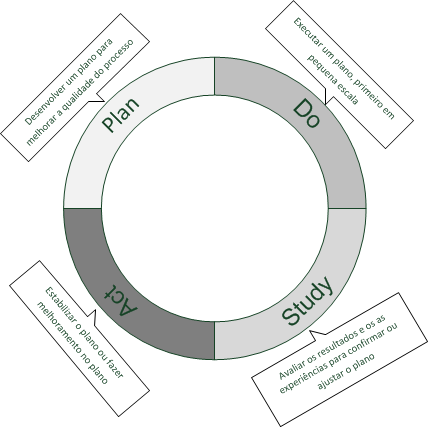 Plan
Desenvolver um plano para
melhorar a qualidade do processo
Do
Executar um plano, primeiro em
pequena escala
Study
Avaliar os resultados e os as
experiências para confirmar ou
ajustar o plano
Act
Estabilizar o plano ou fazer
melhoramento no plano